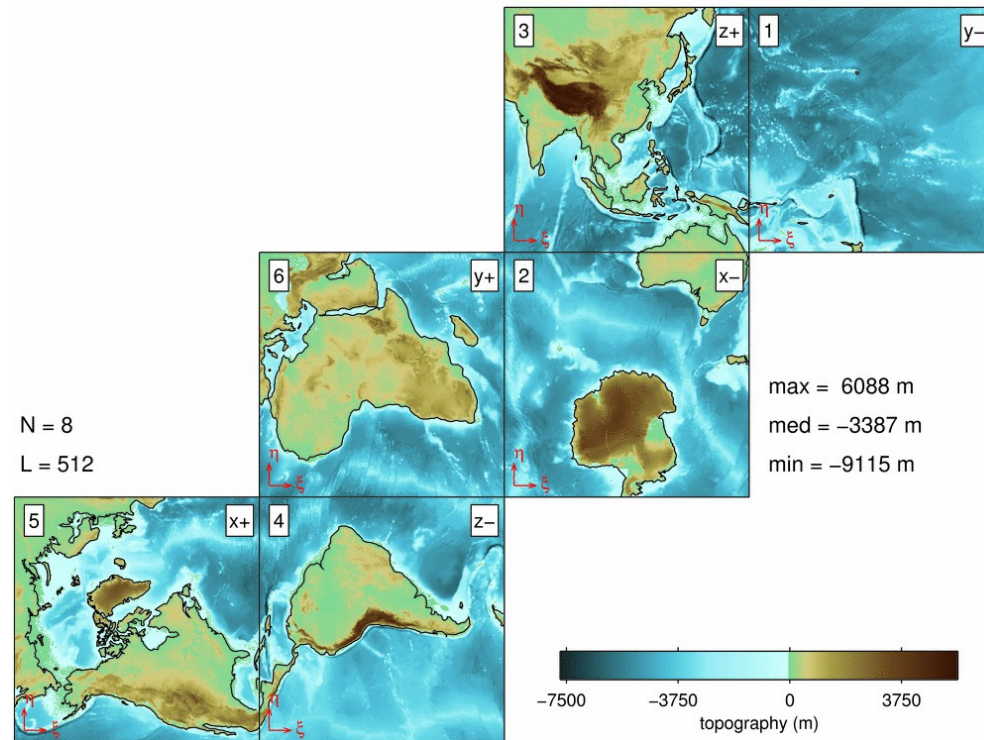 3 z+ 1 y−
η ξ η ξ
6 y+ 2 x−
max = 6088 m
N = 8 med = −3387 m
L = 512 min = −9115 m
η ξ η ξ
5 x+ 4 z−
η ξ η ξ
−7500 −3750 0 3750
topography (m)